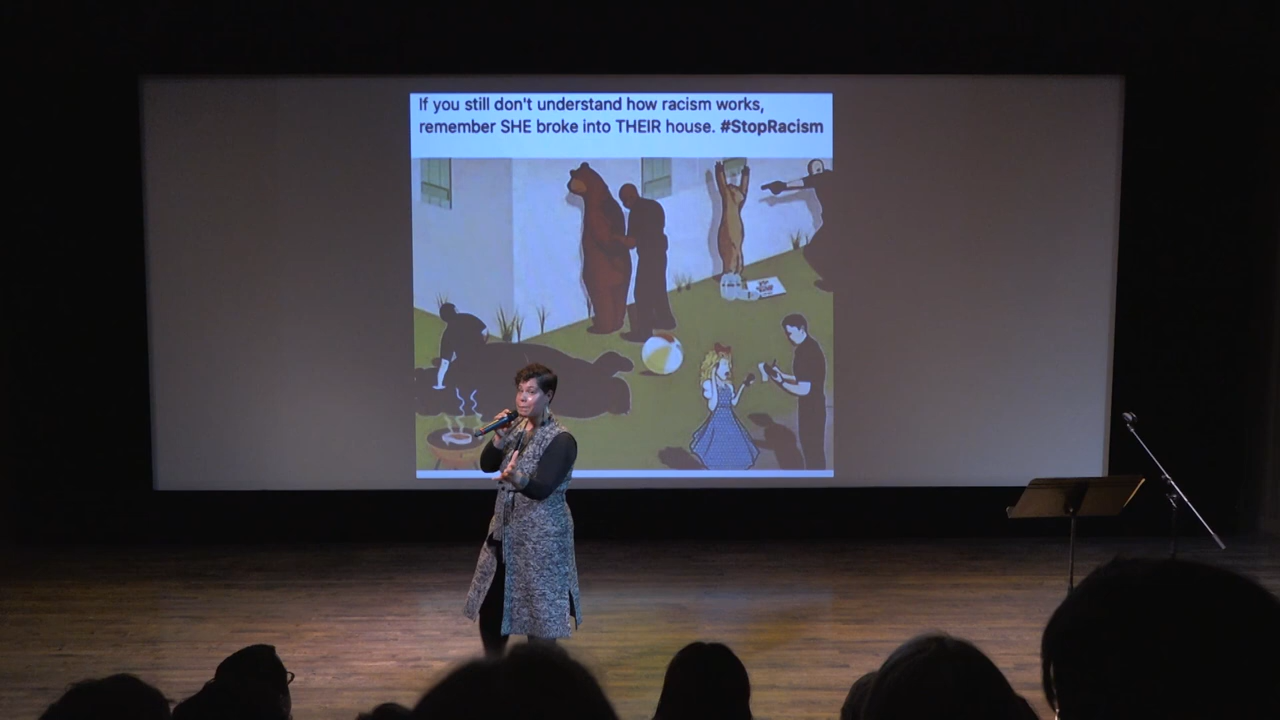 If you still don't understand how racism works,
remember SHE broke into THEIR house. #StopRacism